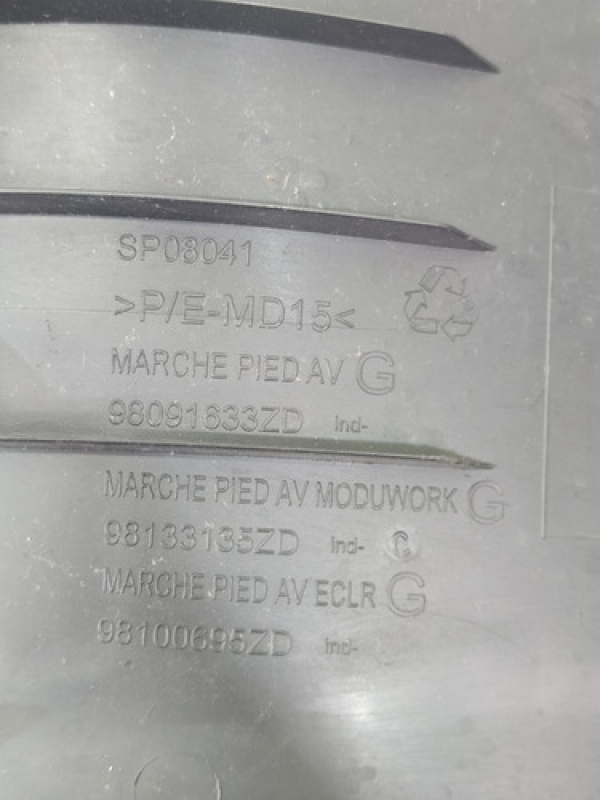 SP08041
>P/E-MD15<
MARCHE PIED AV G
98091633ZD Ind-
MARCHE PIED AV MODUWORK G
98133135ZD Ind- C
MARCHE PIED AV ECLR G
98100695ZD Ind-